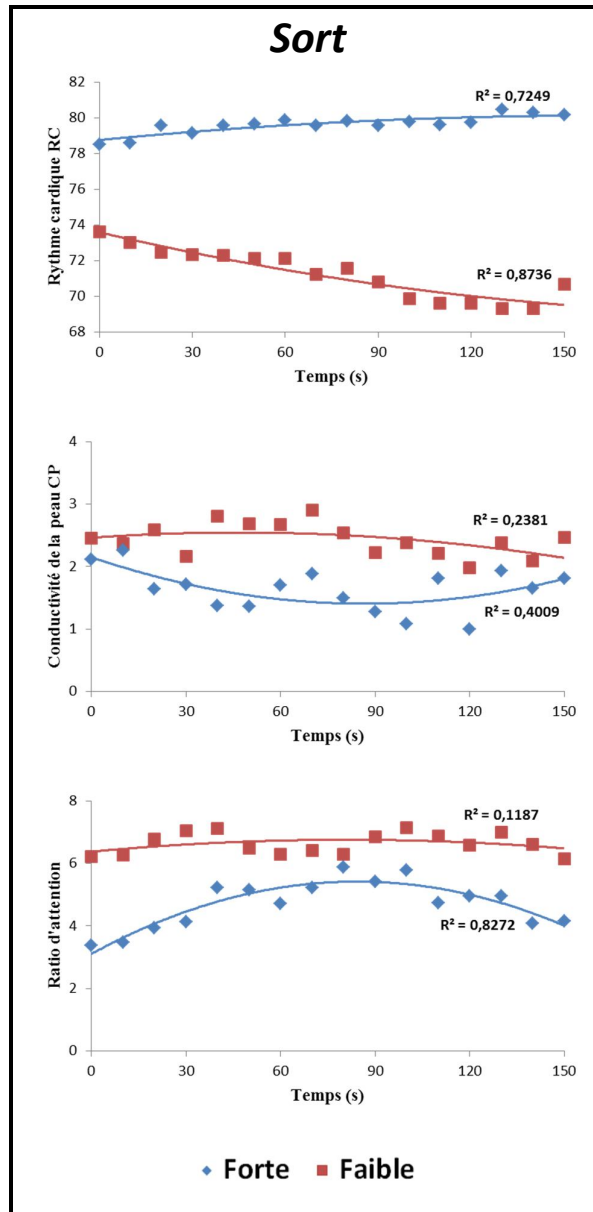 Sort
82
80
78
76
74
72
70
68
Rythme cardique RC
R² = 0,7249
R² = 0,8736
0 30 60 90 120 150
Temps (s)
4
3
2
1
0
Conductivité de la peau CP
R² = 0,2381
R² = 0,4009
0 30 60 90 120 150
Temps (s)
8
6
4
2
0
Ratio d'attention
R² = 0,1187
R² = 0,8272
0 30 60 90 120 150
Temps (s)
Forte Faible